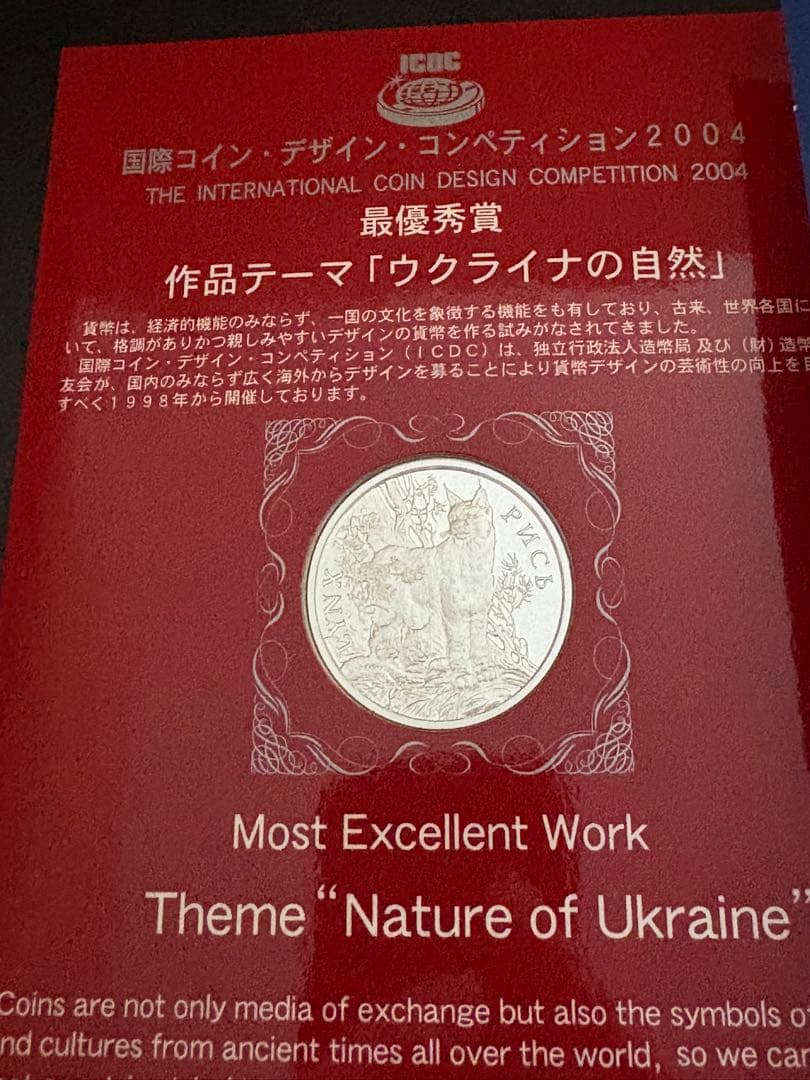 ICDC
国際コイン・デザイン・コンペティション2004
THE INTERNATIONAL COIN DESIGN COMPETITION 2004
最優秀賞
作品テーマ「ウクライナの自然」
貨幣は、経済的機能のみならず、一国の文化を象徴する機能をも有しており、古来、世界各国に
いて、格調がありかつ親しみやすいデザインの貨幣を作る試みがなされてきました。
国際コイン・デザイン・コンペティション(ICDC)は、独立行政法人造幣局 及び(財)造幣
友会が、国内のみならず広く海外からデザインを募ることにより貨幣デザインの芸術性の向上を目
すべく1998年から開催しております。
LYNX
РИСЬ
Most Excellent Work
Theme “Nature of Ukraine”
Coins are not only media of exchange but also the symbols of
nd cultures from ancient times all over the world, so we can